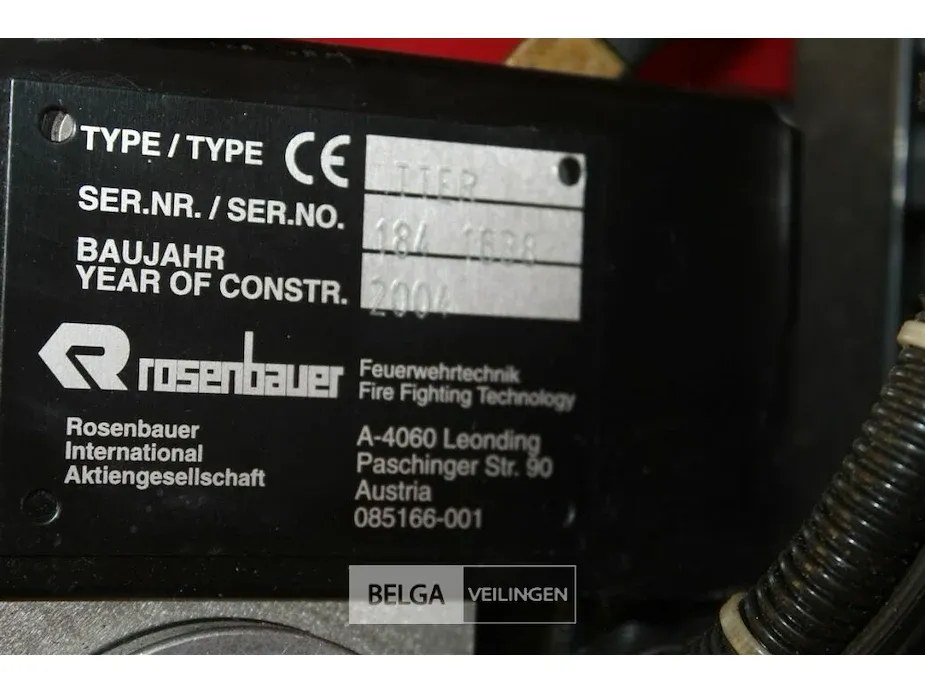 TYPE / TYPE CE
SER.NR. / SER.NO. 184
BAUJAHR
YEAR OF CONSTR. 2004
rosenbauer
Feuerwehrtechnik
Fire Fighting Technology
Rosenbauer
International
Aktiengesellschaft
A-4060 Leonding
Paschinger Str. 90
Austria
085166-001
BELGA VEILINGEN